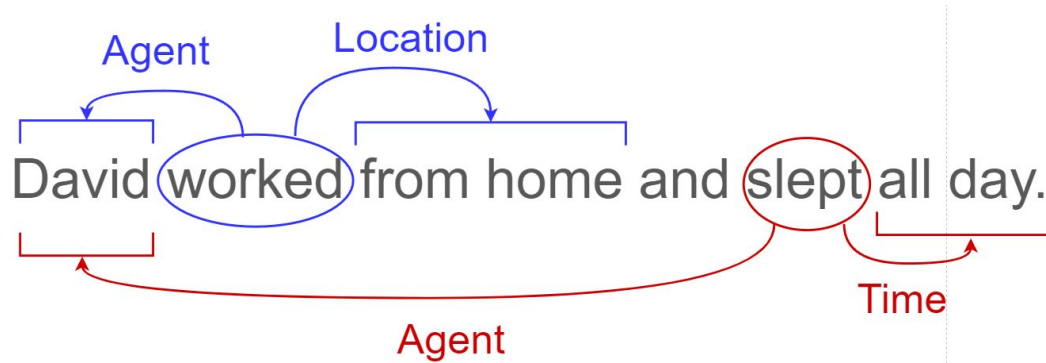 Agent Location
David worked from home and slept all day.
Time
Agent